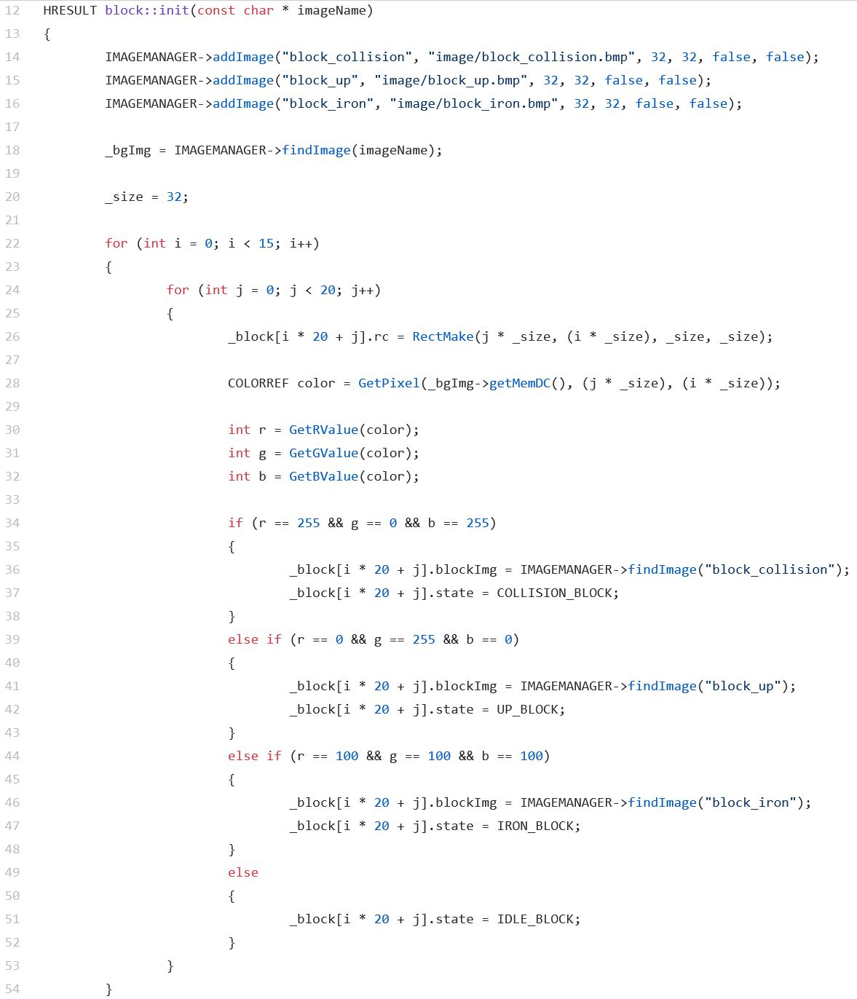 12 HRESULT block::init(const char * imageName)
13 {
14 IMAGEMANAGER->addImage("block_collision", "image/block_collision.bmp", 32, 32, false, false);
15 IMAGEMANAGER->addImage("block_up", "image/block_up.bmp", 32, 32, false, false);
16 IMAGEMANAGER->addImage("block_iron", "image/block_iron.bmp", 32, 32, false, false);
17
18 _bgImg = IMAGEMANAGER->findImage(imageName);
19
20 _size = 32;
21
22 for (int i = 0; i < 15; i++)
23 {
24 for (int j = 0; j < 20; j++)
25 {
26 _block[i * 20 + j].rc = RectMake(j * _size, (i * _size), _size, _size);
27
28 COLORREF color = GetPixel(_bgImg->getMemDC(), (j * _size), (i * _size));
29
30 int r = GetRValue(color);
31 int g = GetGValue(color);
32 int b = GetBValue(color);
33
34 if (r == 255 && g == 0 && b == 255)
35 {
36 _block[i * 20 + j].blockImg = IMAGEMANAGER->findImage("block_collision");
37 _block[i * 20 + j].state = COLLISION_BLOCK;
38 }
39 else if (r == 0 && g == 255 && b == 0)
40 {
41 _block[i * 20 + j].blockImg = IMAGEMANAGER->findImage("block_up");
42 _block[i * 20 + j].state = UP_BLOCK;
43 }
44 else if (r == 100 && g == 100 && b == 100)
45 {
46 _block[i * 20 + j].blockImg = IMAGEMANAGER->findImage("block_iron");
47 _block[i * 20 + j].state = IRON_BLOCK;
48 }
49 else
50 {
51 _block[i * 20 + j].state = IDLE_BLOCK;
52 }
53 }
54 }